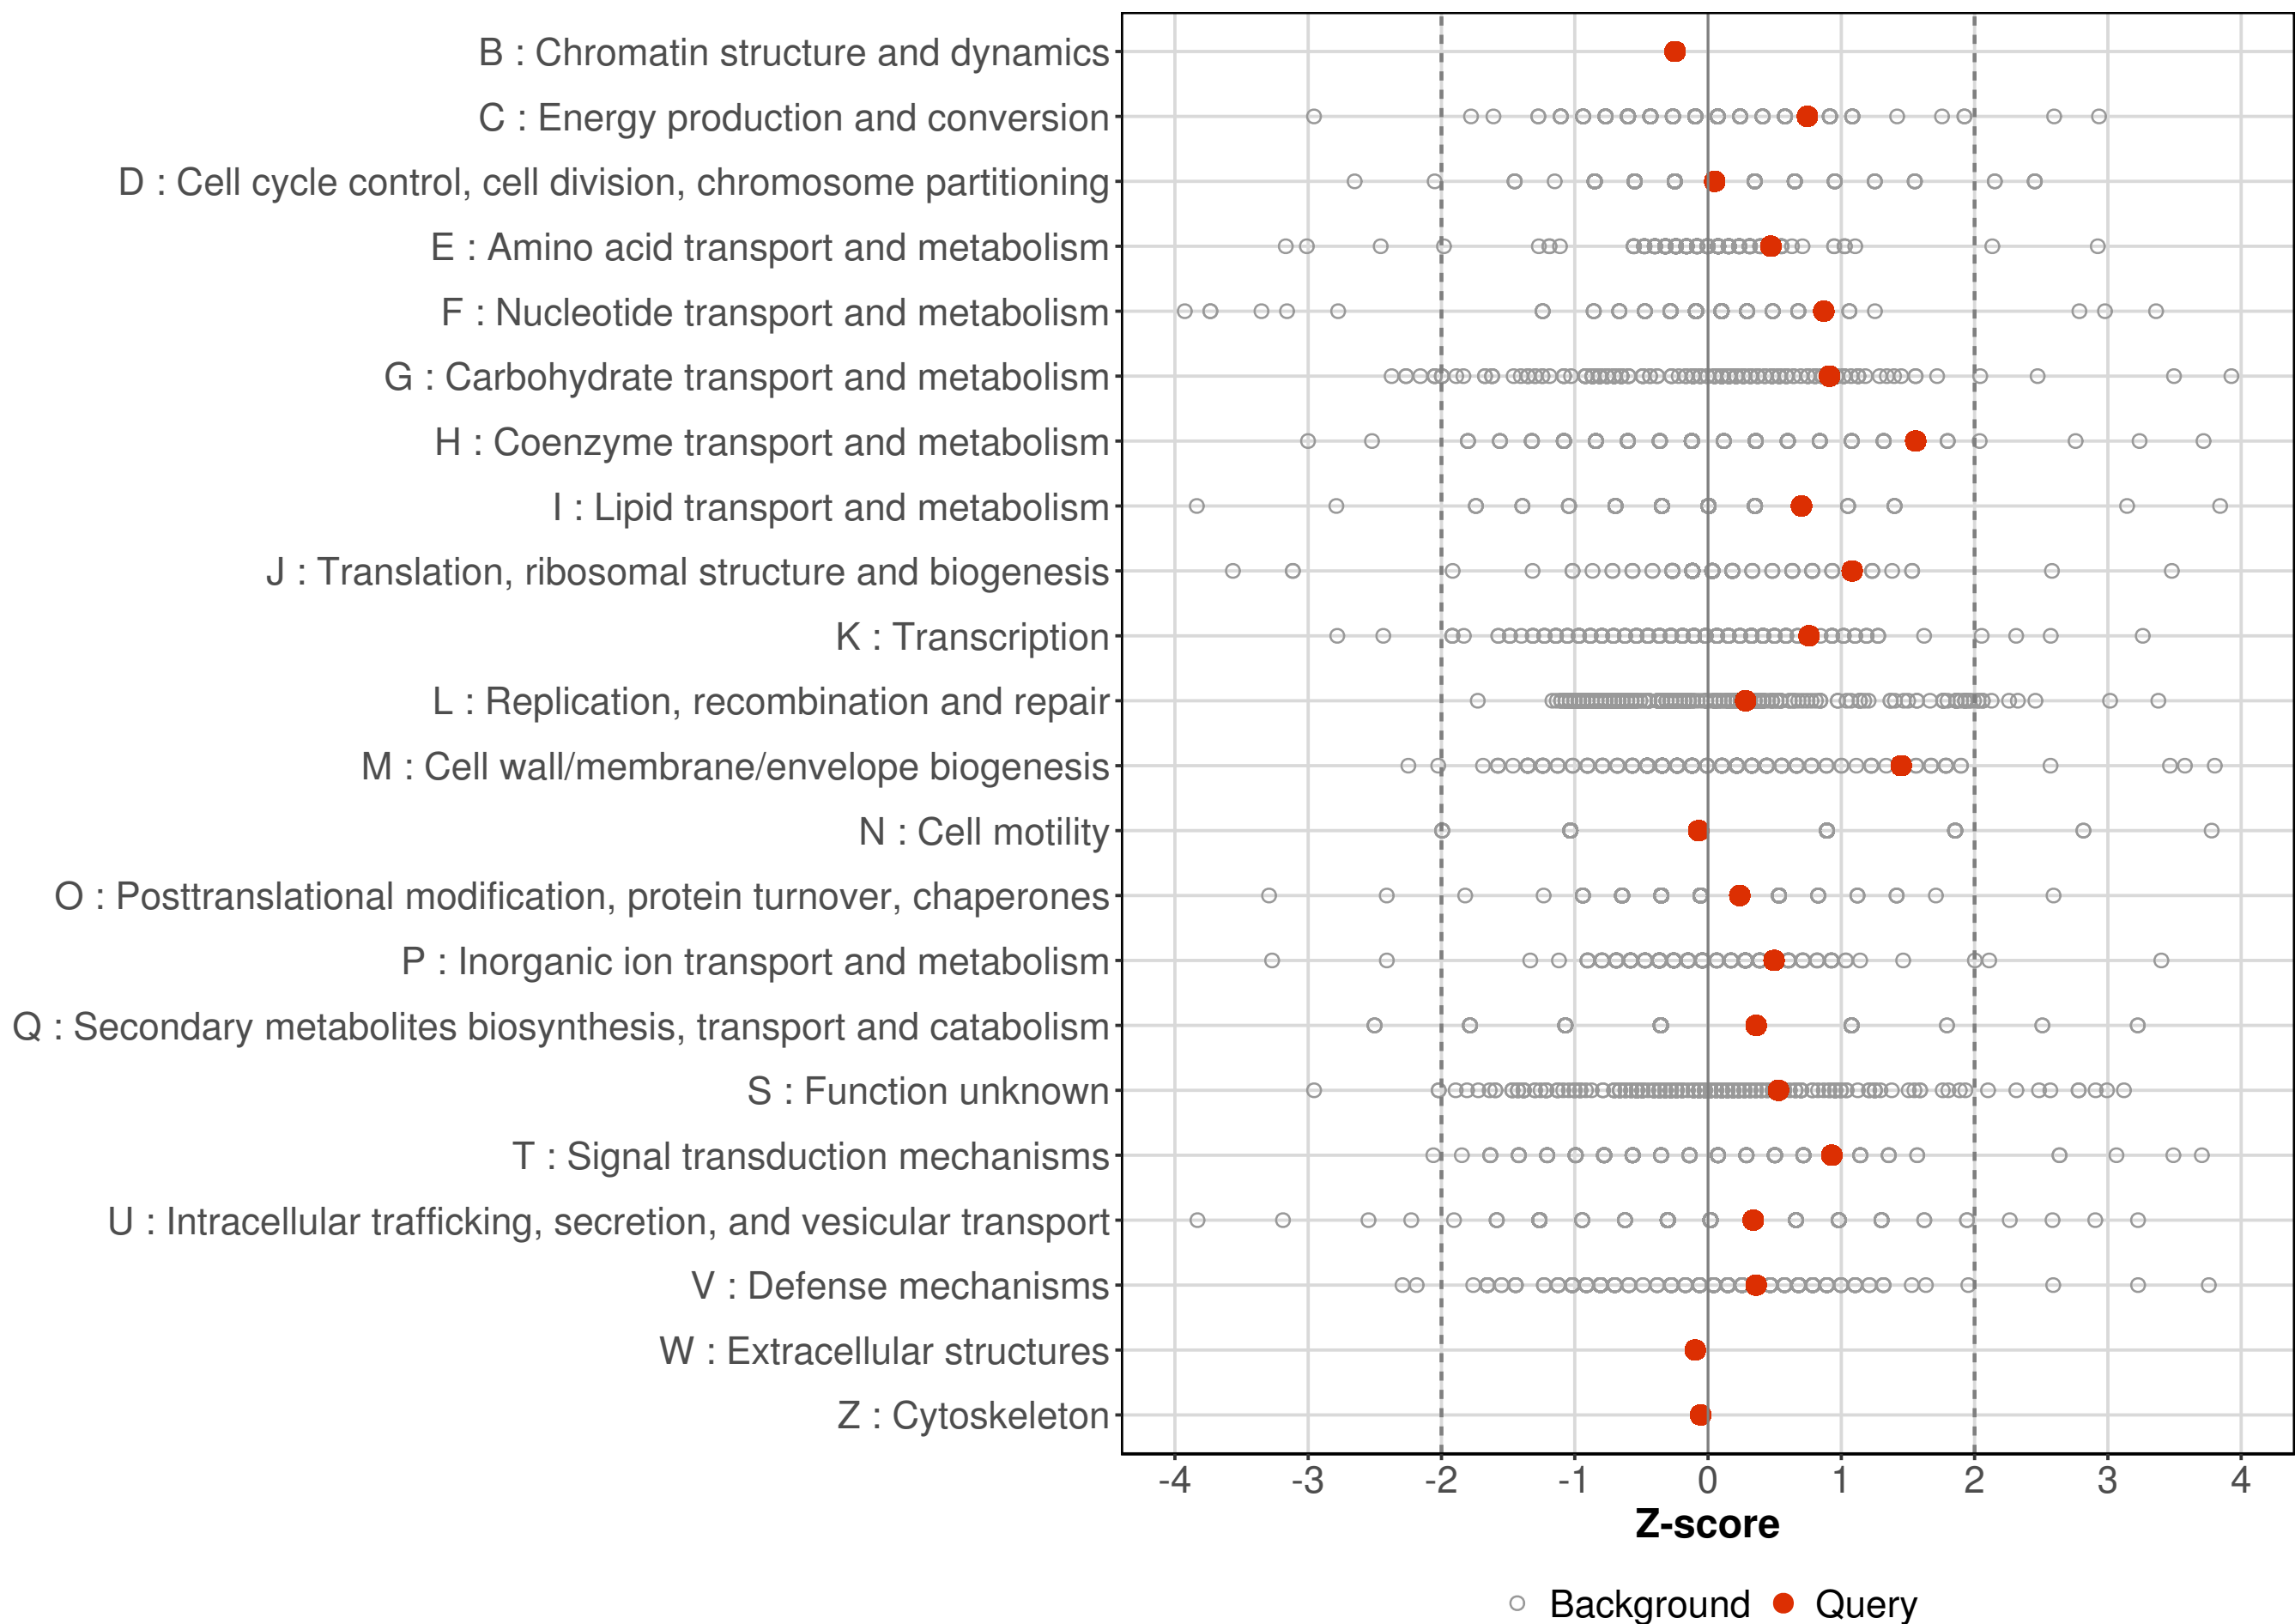 B : Chromatin structure and dynamics
C : Energy production and conversion
D : Cell cycle control, cell division, chromosome partitioning
E : Amino acid transport and metabolism
F : Nucleotide transport and metabolism
G : Carbohydrate transport and metabolism
H : Coenzyme transport and metabolism
I : Lipid transport and metabolism
J : Translation, ribosomal structure and biogenesis
K : Transcription
L : Replication, recombination and repair
M : Cell wall/membrane/envelope biogenesis
N : Cell motility
O : Posttranslational modification, protein turnover, chaperones
P : Inorganic ion transport and metabolism
Q : Secondary metabolites biosynthesis, transport and catabolism
S : Function unknown
T : Signal transduction mechanisms
U : Intracellular trafficking, secretion, and vesicular transport
V : Defense mechanisms
W : Extracellular structures
Z : Cytoskeleton
-4 -3 -2 -1 0 1 2 3 4
Z-score
Background Query